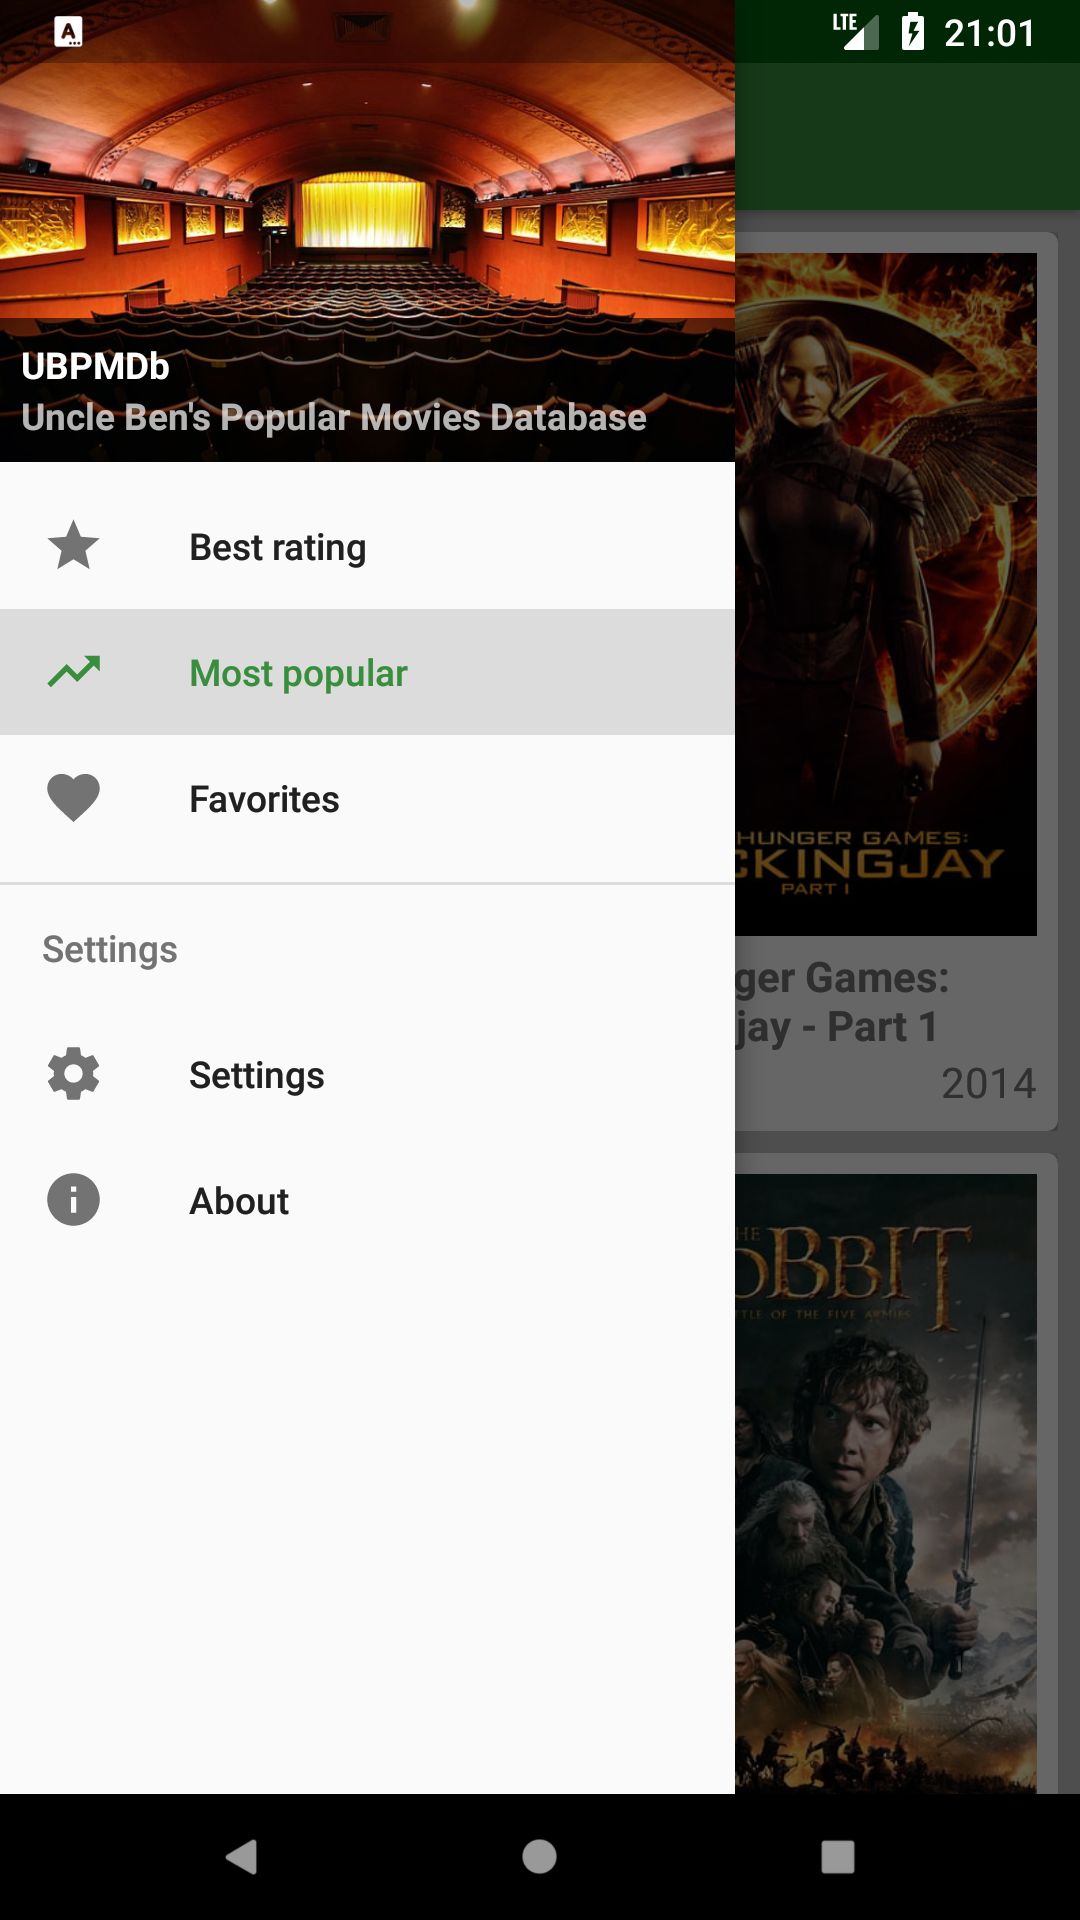 LTE 21:01
UBPMDb
Uncle Ben's Popular Movies Database
Best rating
Most popular
Favorites
Settings
Settings
About
HUNGER GAMES:
CKINGJAY
PART I
ger Games:
jay - Part 1
2014
HE
OBBIT
TLE OF THE FIVE ARMIES